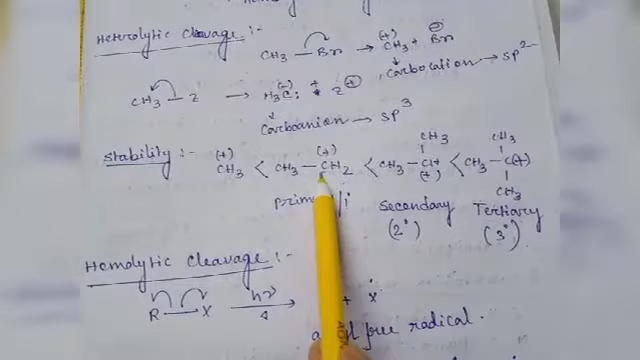 Heterolytic Cleavage :-
CH3 — Br → (+) CH3 + Br ⊖
Carbocation → sp2
CH3 — Z → H3C: (-) + Z(+)
Carboanion → sp3
Stability :- (+) CH3 < CH3 — (+) CH2 < CH3 — CH (+) CH3 < CH3 — C(+) CH3 CH3
Secondary Tertiary
(2°) (3°)
Homolytic Cleavage :-
R — X hν Δ → + Ẋ
free radical.